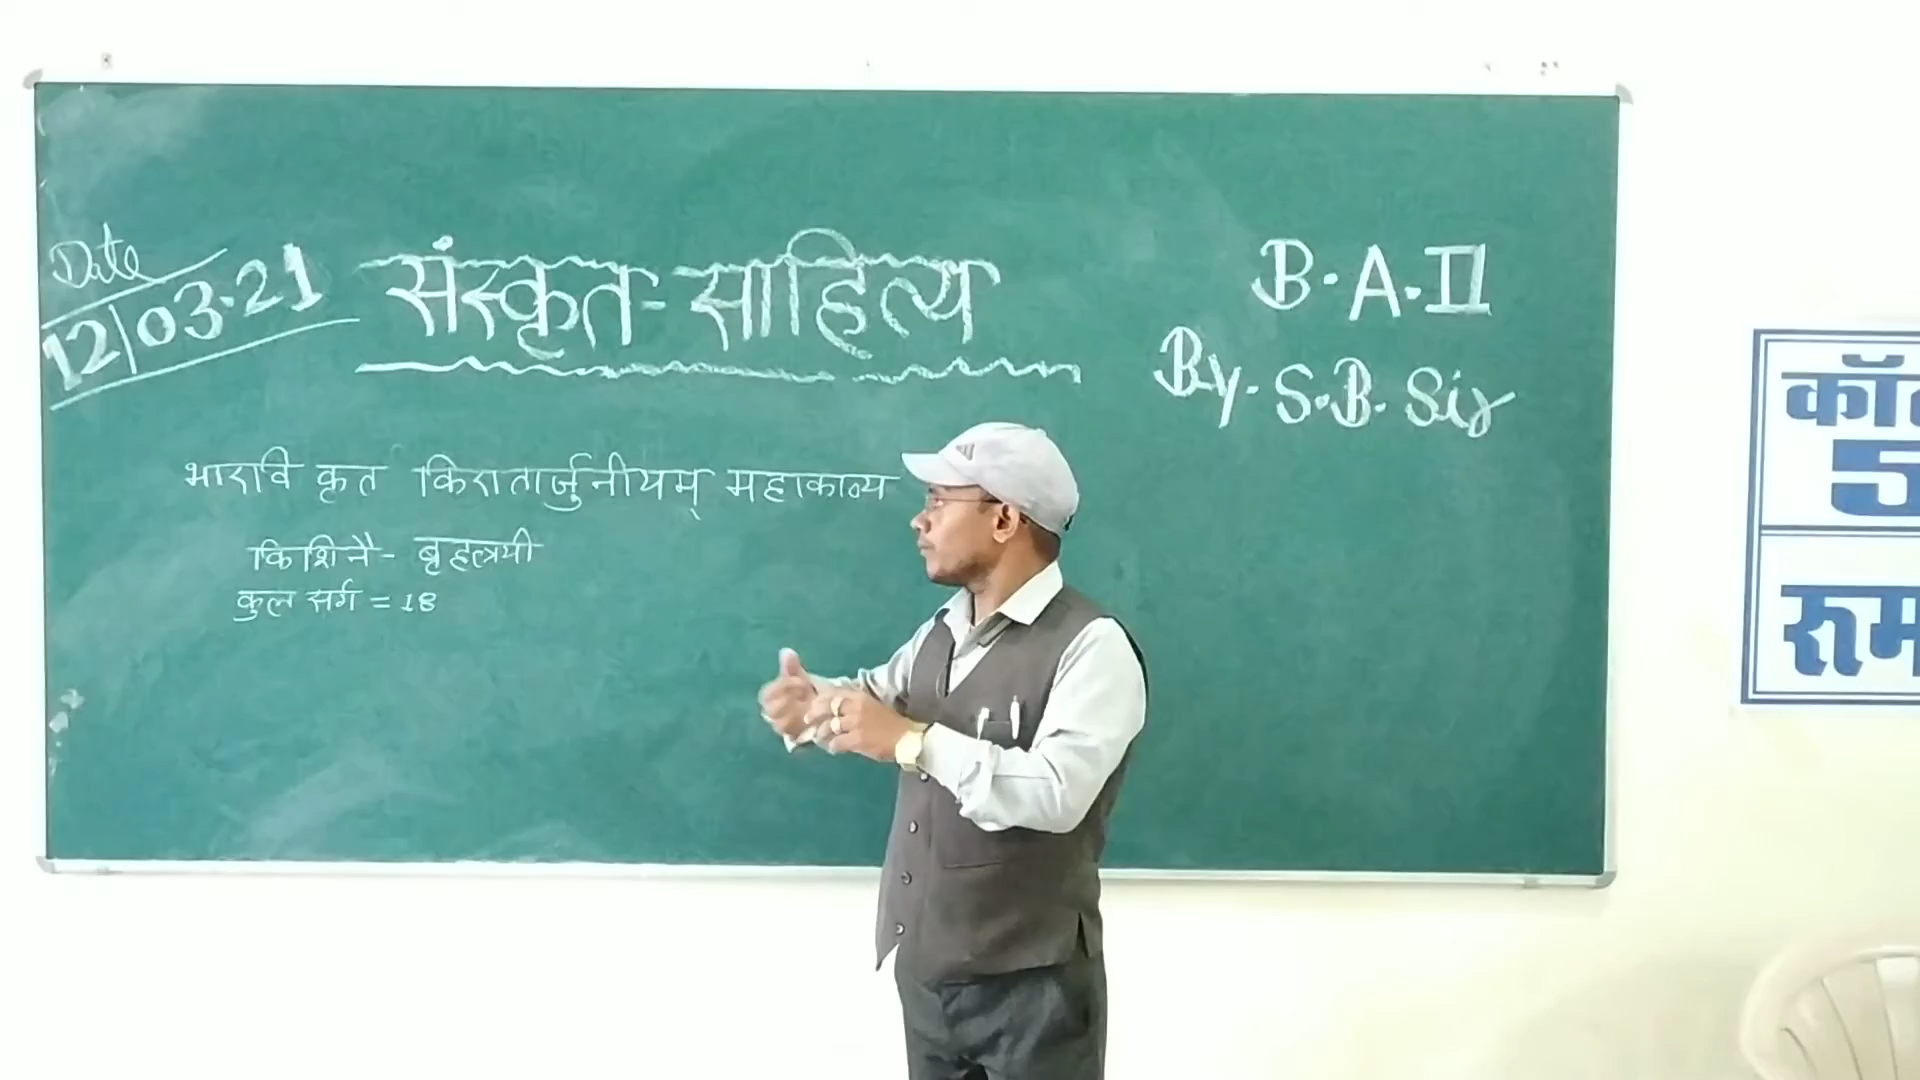 Date
12/03.21
संस्कृत-साहित्य
B.A.II
By. S.B. Sir
भारवि कृत किरातार्जुनीयम् महाकाव्य
कि शि नै - बृहत्त्रयी
कुल सर्ग = 18
5